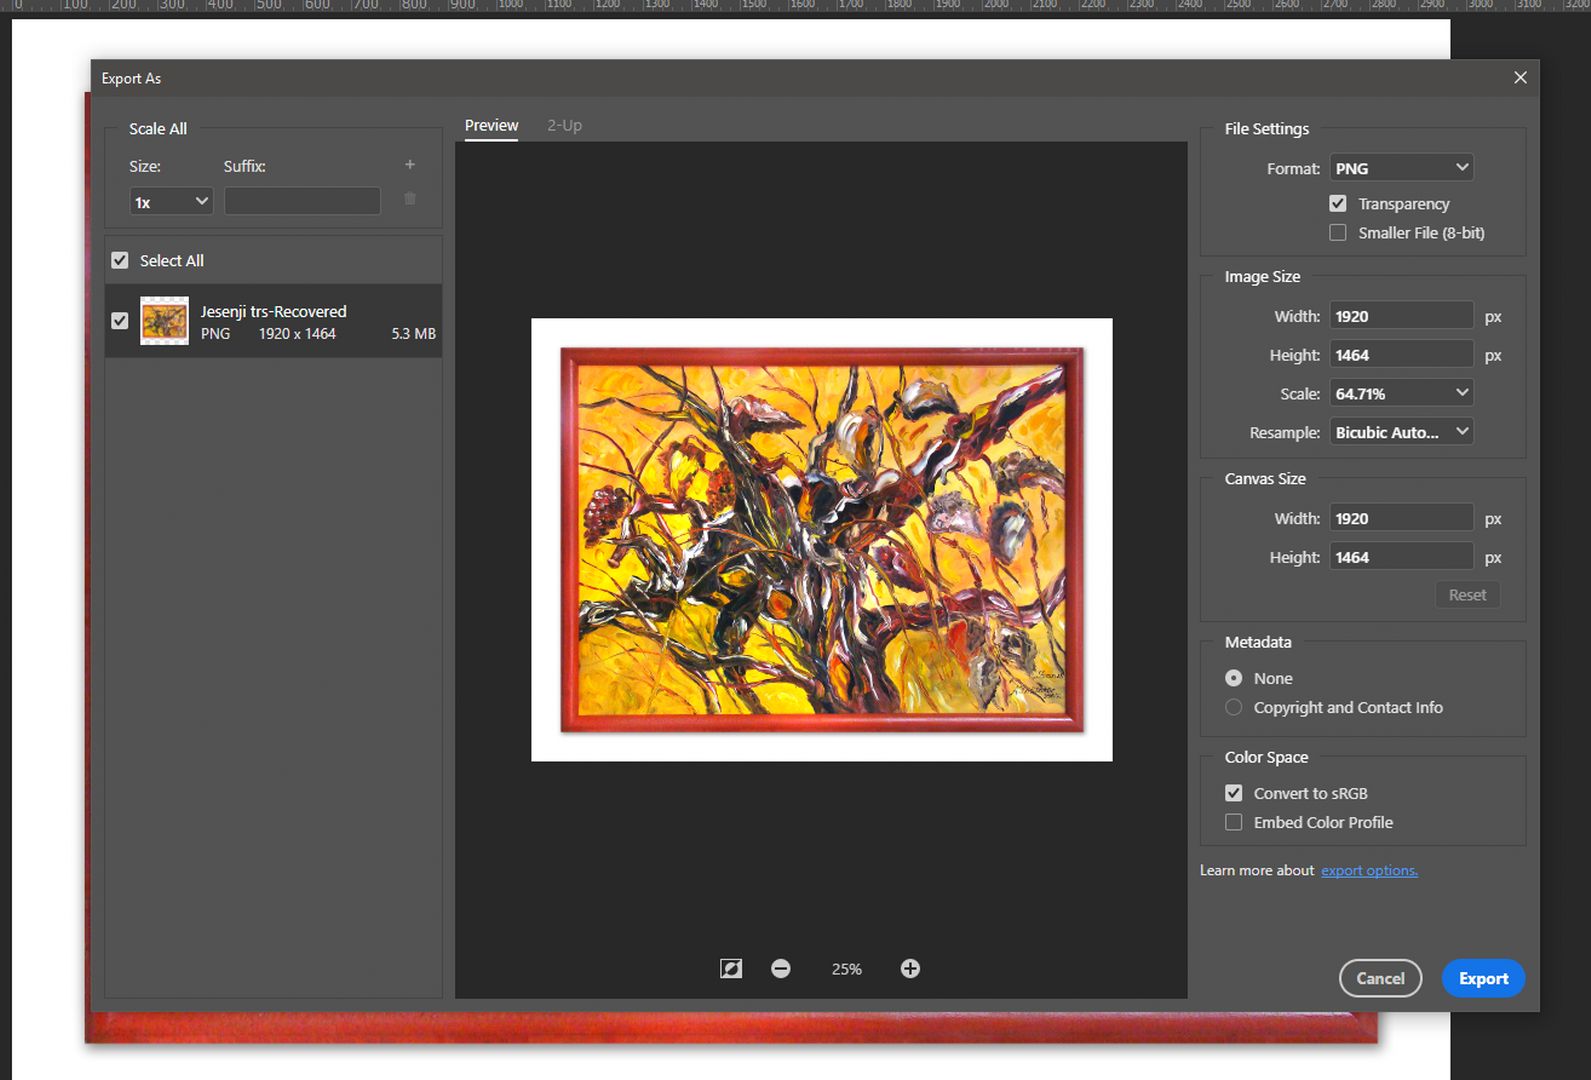 0 100 200 300 400 500 600 700 800 900 1000 1100 1200 1300 1400 1500 1600 1700 1800 1900 2000 2100 2200 2300 2400 2500 2600 2700 2800 2900 3000 3100 3200
Export As
Scale All
Size: Suffix:
1x
Select All
Jesenji trs-Recovered
PNG 1920 x 1464 5.3 MB
Preview 2-Up
25%
File Settings
Format: PNG
Transparency
Smaller File (8-bit)
Image Size
Width: 1920 px
Height: 1464 px
Scale: 64.71%
Resample: Bicubic Auto...
Canvas Size
Width: 1920 px
Height: 1464 px
Reset
Metadata
None
Copyright and Contact Info
Color Space
Convert to sRGB
Embed Color Profile
Learn more about export options.
Cancel Export